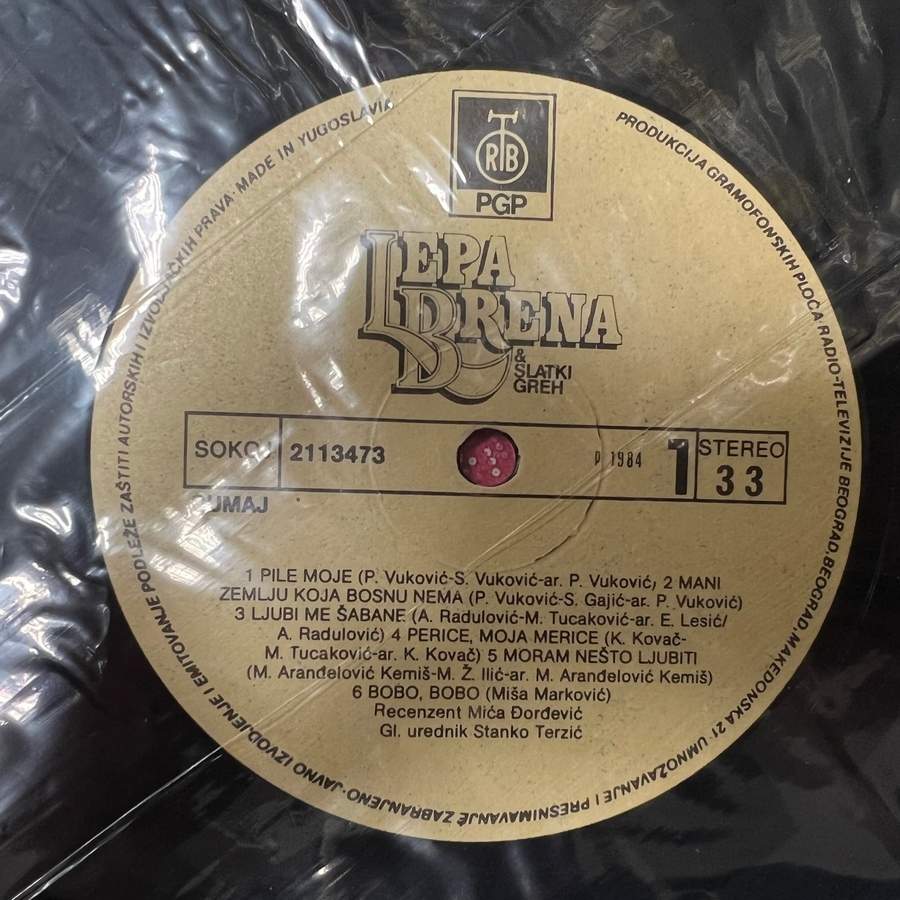 RTB
PGP
LEPA
BRENA
& SLATKI
GREH
SOKOJ 2113473 P 1984 1 STEREO
33
JUMAJ
1 PILE MOJE (P. Vuković-S. Vuković-ar. P. Vuković, 2 MANI
ZEMLJU KOJA BOSNU NEMA (P. Vuković-S. Gajić-ar. P. Vuković)
3 LJUBI ME ŠABANE (A. Radulović-M. Tucaković-ar. E. Lesić/
A. Radulović) 4 PERICE, MOJA MERICE (K. Kovač-
M. Tucaković-ar. K. Kovač) 5 MORAM NEŠTO LJUBITI
(M. Aranđelović Kemiš-M. Ž. Ilić-ar. M. Aranđelović Kemiš)
6 BOBO, BOBO (Miša Marković)
Recenzent Mića Đorđević
Gl. urednik Stanko Terzić
PRODUKCIJA GRAMOFONSKIH PLOČA RADIO-TELEVIZIJE BEOGRAD, BEOGRAD, MAKEDONSKA 21 · UMNOŽAVANJE I PRESNIMAVANJE ZABRANJENO · JAVNO IZVODJENJE I EMITOVANJE PODLEŽE ZAŠTITI AUTORSKIH I IZVOLJAČKIH PRAVA · MADE IN YUGOSLAVIA